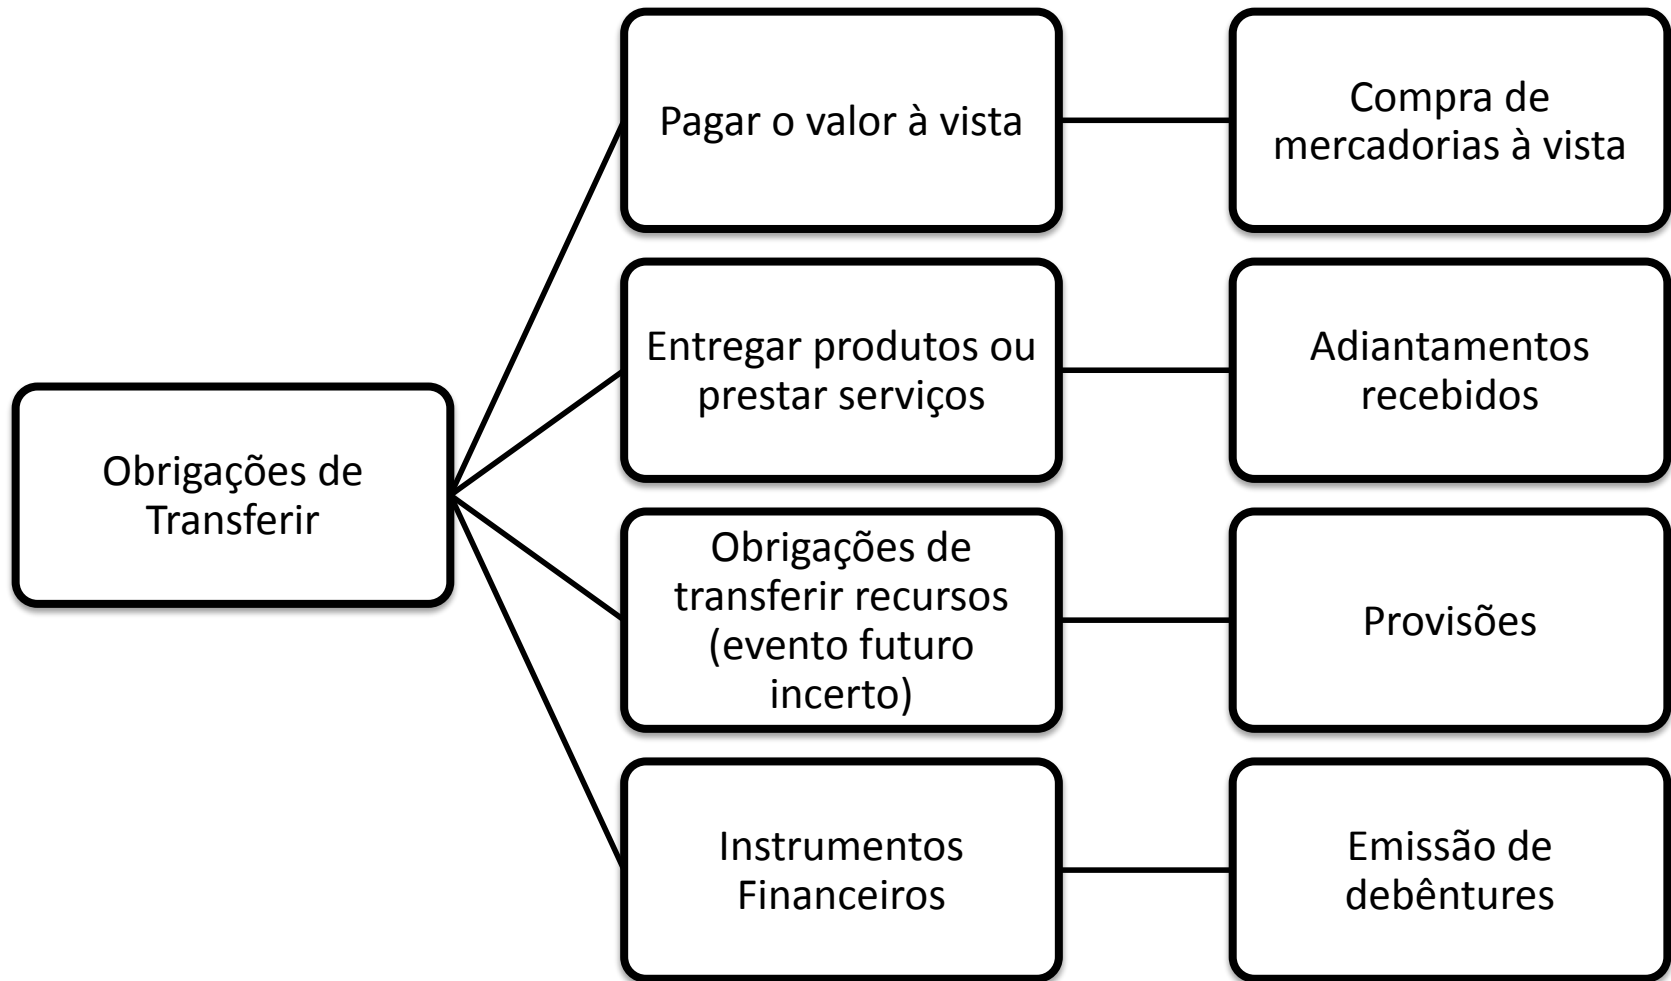 Obrigações de
Transferir
Pagar o valor à vista
Compra de
mercadorias à vista
Entregar produtos ou
prestar serviços
Adiantamentos
recebidos
Obrigações de
transferir recursos
(evento futuro
incerto)
Provisões
Instrumentos
Financeiros
Emissão de
debêntures